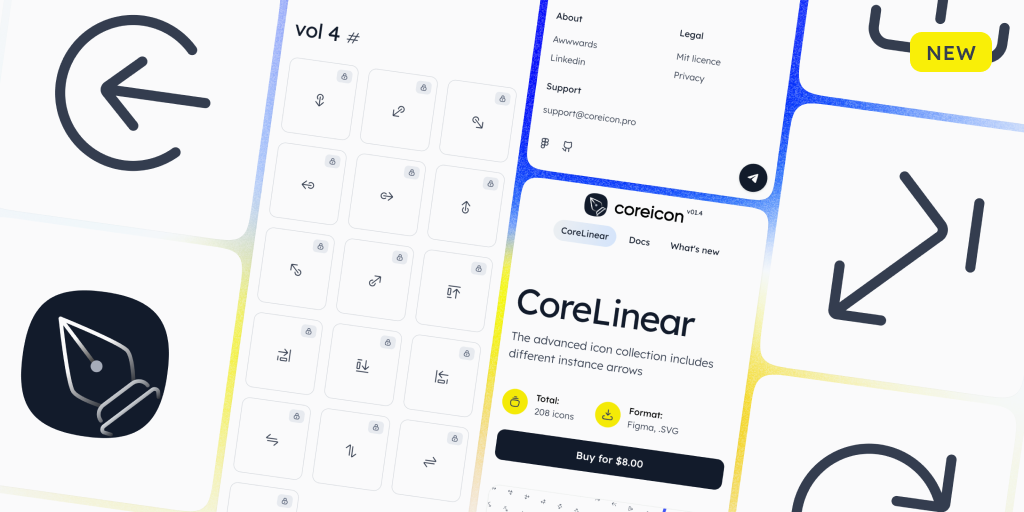 vol 4 #
About
Awwwards
Linkedin
Support
support@coreicon.pro
Legal
Mit licence
Privacy
NEW
coreicon v01.4
CoreLinear Docs What's new
CoreLinear
The advanced icon collection includes
different instance arrows
Total:
208 icons
Format:
Figma, .SVG
Buy for $8.00